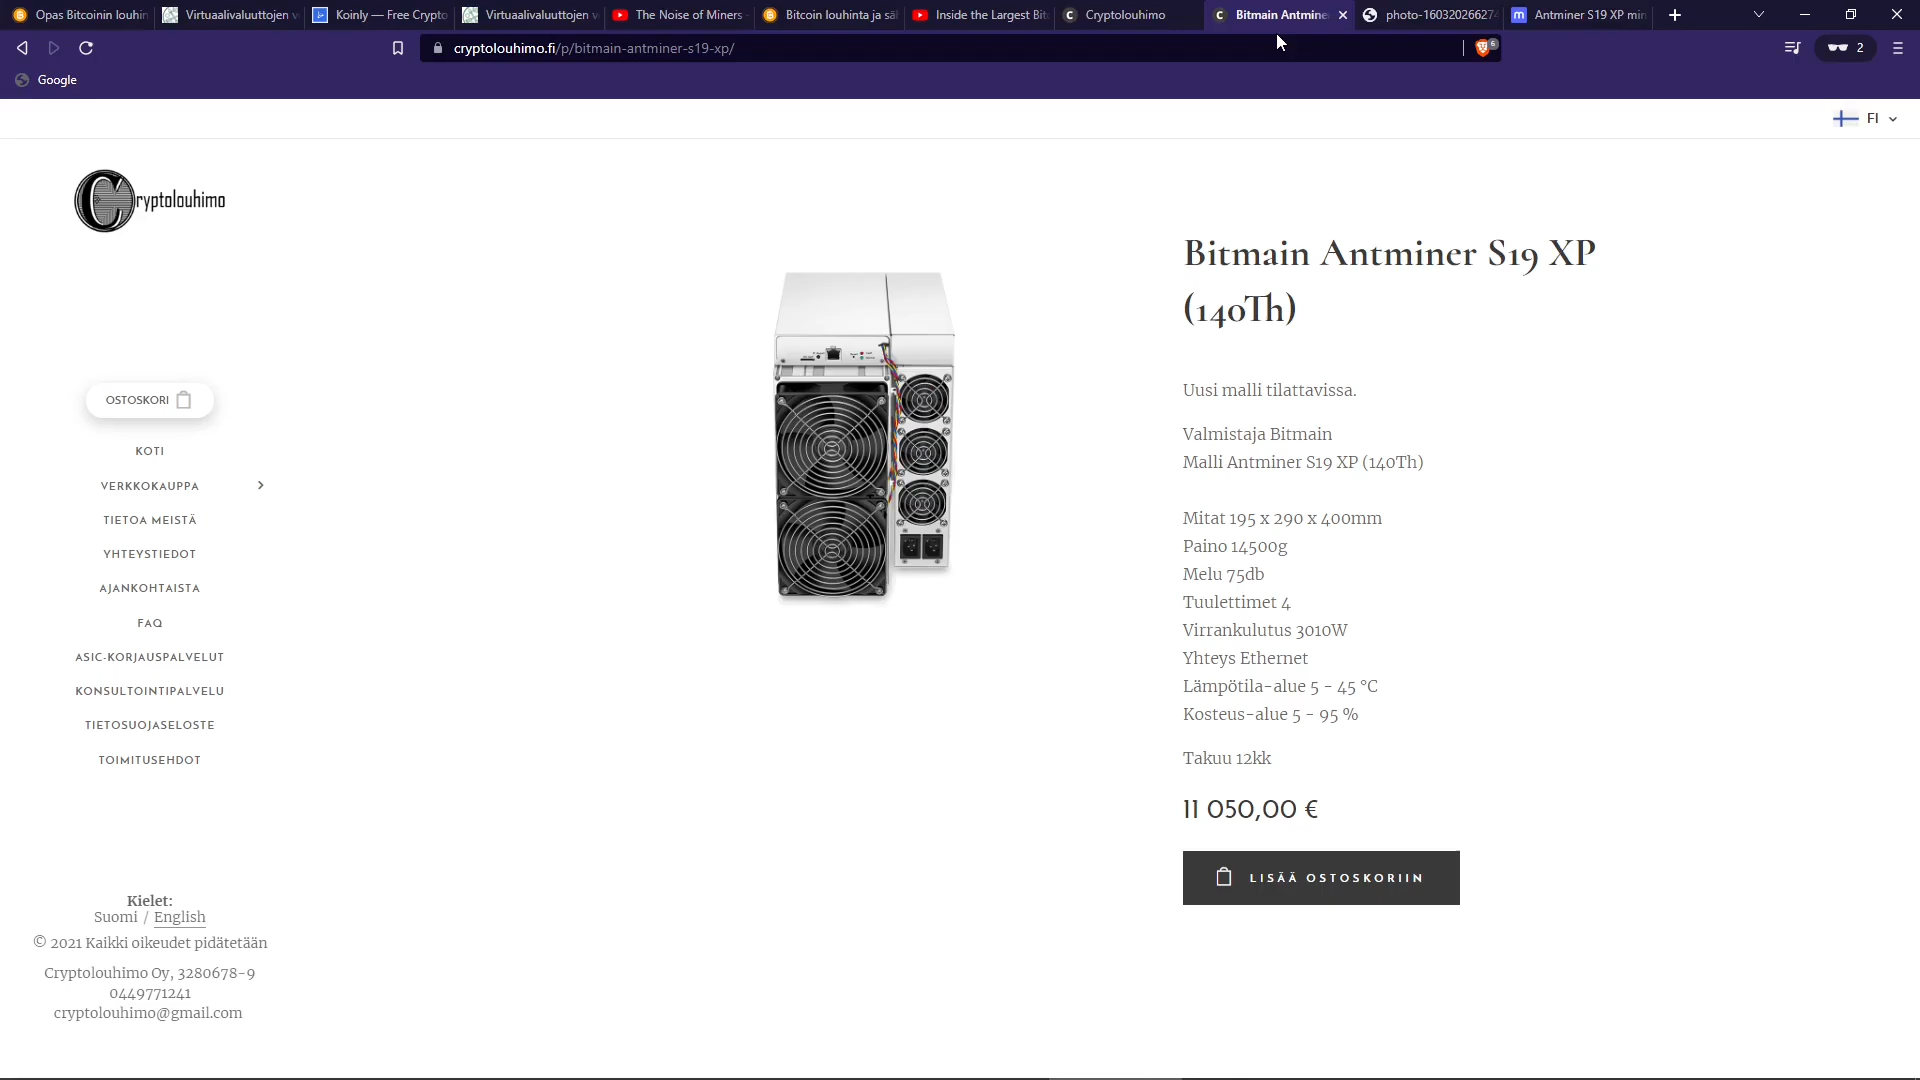 Opas Bitcoinin louhin
Virtuaalivaluuttojen v
Koinly — Free Crypto
Virtuaalivaluuttojen v
The Noise of Miners -
Bitcoin louhinta ja säh
Inside the Largest Bit
Cryptolouhimo
Bitmain Antmine
photo-160320266274
Antminer S19 XP min
cryptolouhimo.fi/p/bitmain-antminer-s19-xp/
6
2
Google
FI
Cryptolouhimo
OSTOSKORI
KOTI
VERKKOKAUPPA
TIETOA MEISTÄ
YHTEYSTIEDOT
AJANKOHTAISTA
FAQ
ASIC-KORJAUSPALVELUT
KONSULTOINTIPALVELU
TIETOSUOJASELOSTE
TOIMITUSEHDOT
Kielet:
Suomi / English
© 2021 Kaikki oikeudet pidätetään
Cryptolouhimo Oy, 3280678-9
0449771241
cryptolouhimo@gmail.com
Bitmain Antminer S19 XP
(140Th)
Uusi malli tilattavissa.
Valmistaja Bitmain
Malli Antminer S19 XP (140Th)
Mitat 195 x 290 x 400mm
Paino 14500g
Melu 75db
Tuulettimet 4
Virrankulutus 3010W
Yhteys Ethernet
Lämpötila-alue 5 - 45 °C
Kosteus-alue 5 - 95 %
Takuu 12kk
11 050,00 €
LISÄÄ OSTOSKORIIN